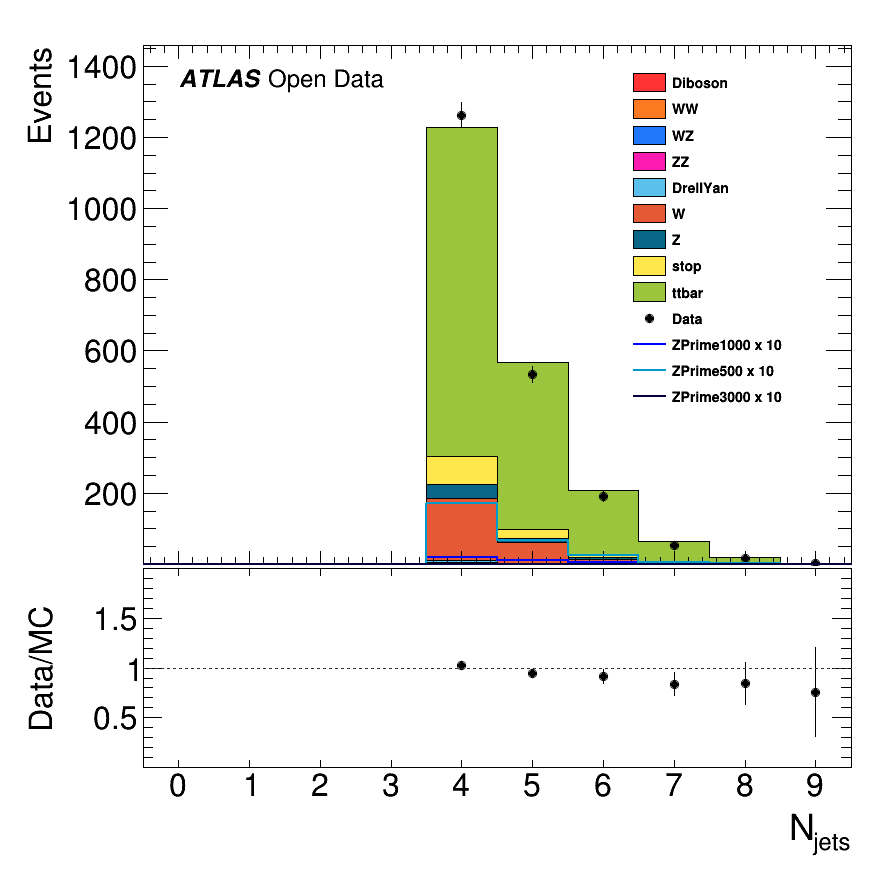 ATLAS Open Data
Events
1400
1200
1000
800
600
400
200
Diboson
WW
WZ
ZZ
DrellYan
W
Z
stop
ttbar
Data
ZPrime1000 x 10
ZPrime500 x 10
ZPrime3000 x 10
Data/MC
1.5
1
0.5
0 1 2 3 4 5 6 7 8 9
Njets